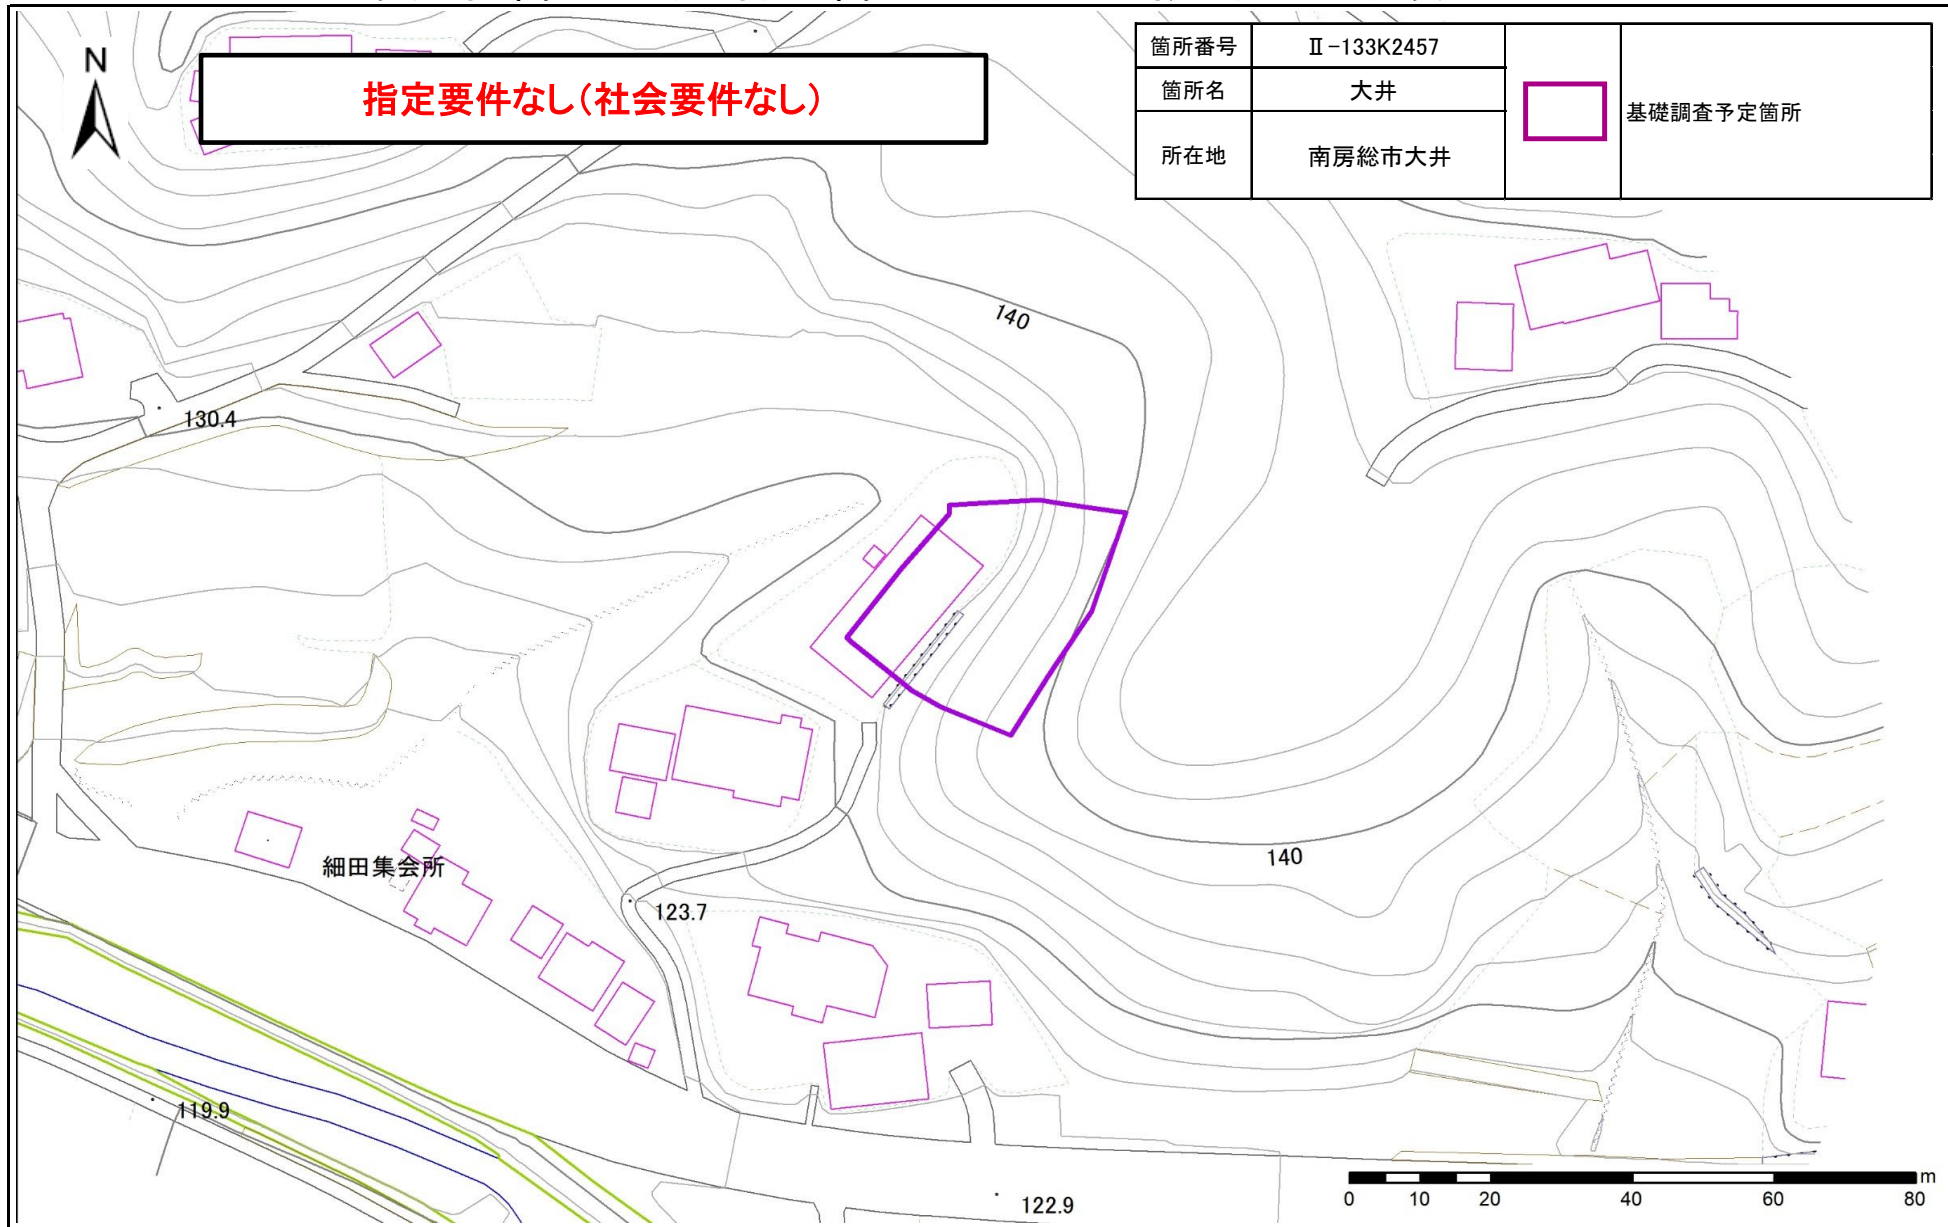 N
指定要件なし（社会要件なし）
箇所番号 Ⅱ-133K2457
箇所名 大井
所在地 南房総市大井
基礎調査予定箇所
140
130.4
140
細田集会所
123.7
119.9
122.9
m
0 10 20 40 60 80